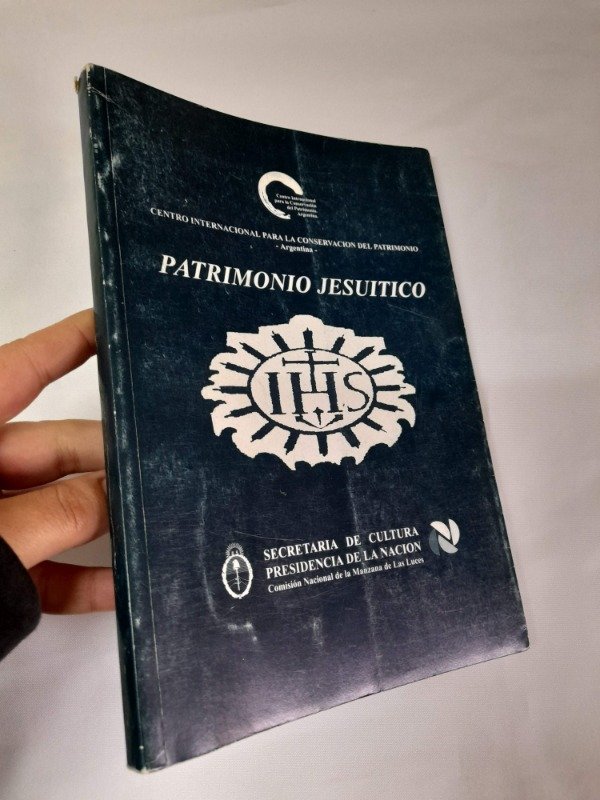 Centro Internacional
para la Conservación
del Patrimonio
Argentina
CENTRO INTERNACIONAL PARA LA CONSERVACION DEL PATRIMONIO
- Argentina -
PATRIMONIO JESUITICO
IHS
SECRETARIA DE CULTURA
PRESIDENCIA DE LA NACION
Comisión Nacional de la Manzana de Las Luces